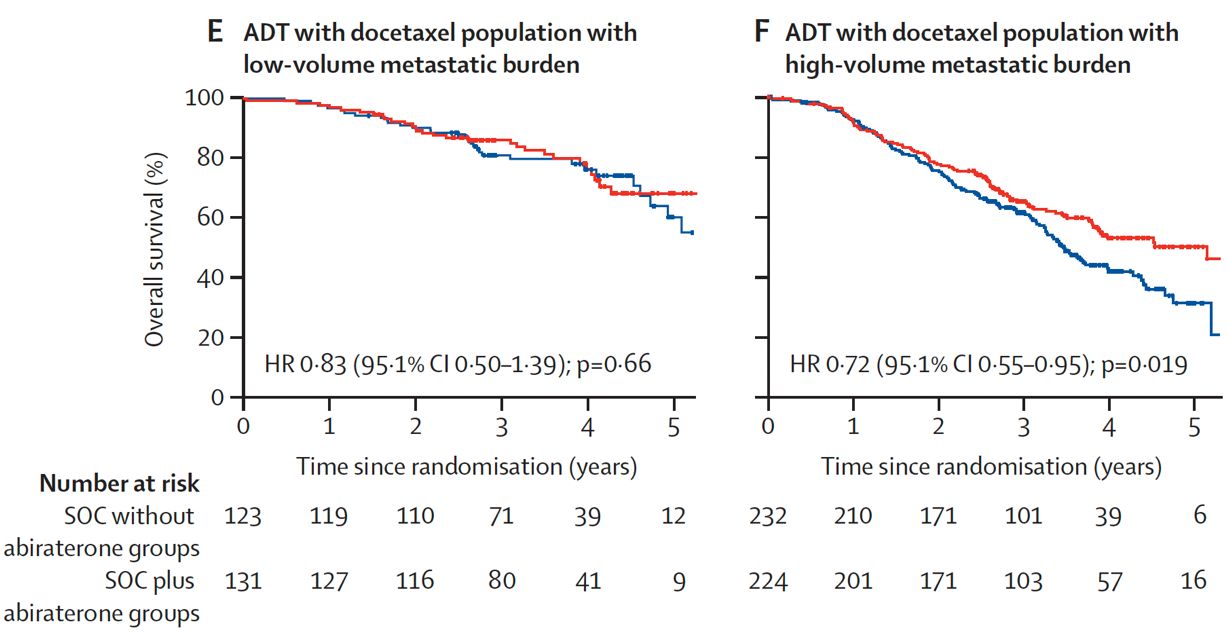 E ADT with docetaxel population with
low-volume metastatic burden
Overall survival (%)
100
80
60
40
20
0
HR 0·83 (95·1% CI 0·50–1·39); p=0·66
0 1 2 3 4 5
Time since randomisation (years)
F ADT with docetaxel population with
high-volume metastatic burden
HR 0·72 (95·1% CI 0·55–0·95); p=0·019
0 1 2 3 4 5
Time since randomisation (years)
Number at risk
SOC without 123 119 110 71 39 12 232 210 171 101 39 6
abiraterone groups
SOC plus 131 127 116 80 41 9 224 201 171 103 57 16
abiraterone groups